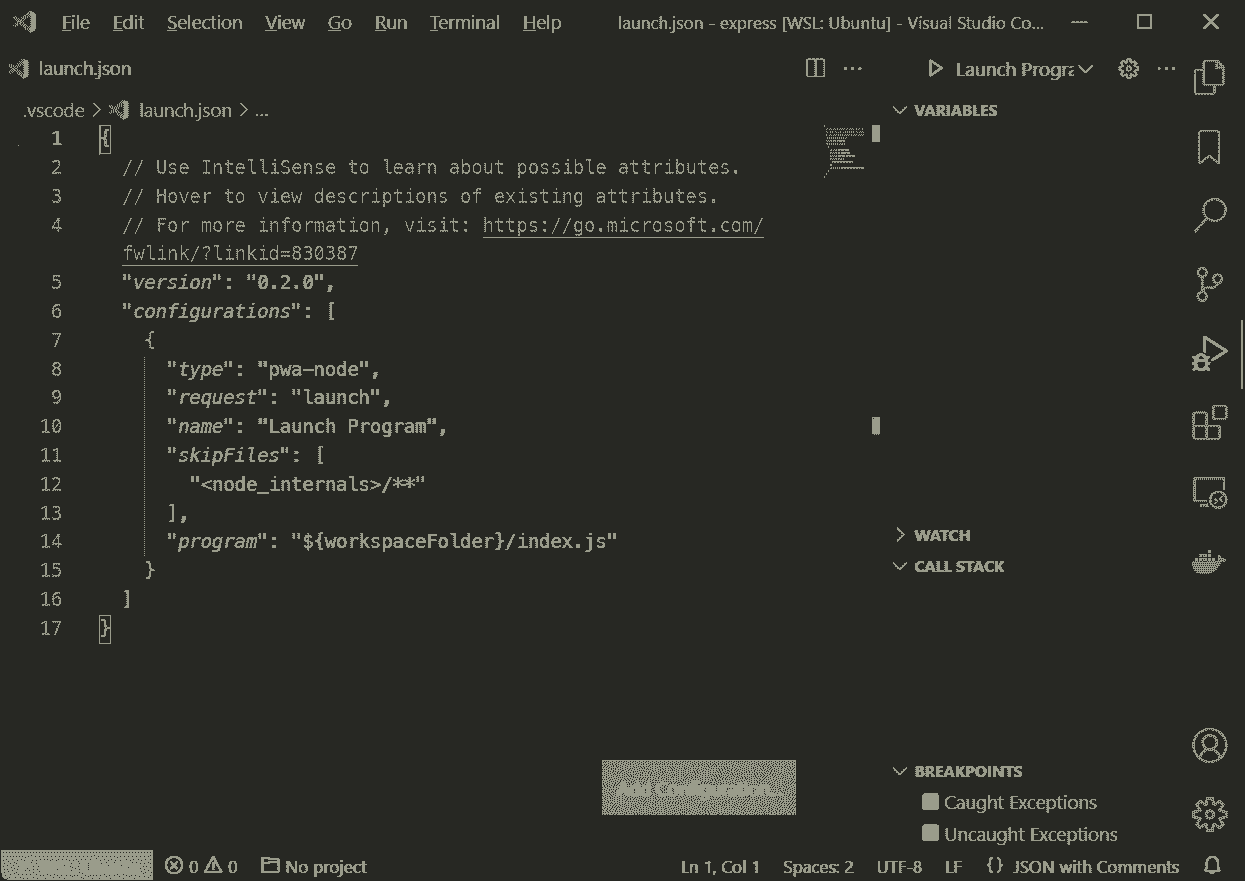 File Edit Selection View Go Run Terminal Help launch.json - express [WSL: Ubuntu] - Visual Studio Co...
launch.json
Launch Progra
.vscode > launch.json > ...
VARIABLES
1 {
2 // Use IntelliSense to learn about possible attributes.
3 // Hover to view descriptions of existing attributes.
4 // For more information, visit: https://go.microsoft.com/
fwlink/?linkid=830387
5 "version": "0.2.0",
6 "configurations": [
7 {
8 "type": "pwa-node",
9 "request": "launch",
10 "name": "Launch Program",
11 "skipFiles": [
12 "<node_internals>/**"
13 ],
14 "program": "${workspaceFolder}/index.js"
15 }
16 ]
17 }
WATCH
CALL STACK
BREAKPOINTS
Caught Exceptions
Uncaught Exceptions
0 0 No project Ln 1, Col 1 Spaces: 2 UTF-8 LF {} JSON with Comments